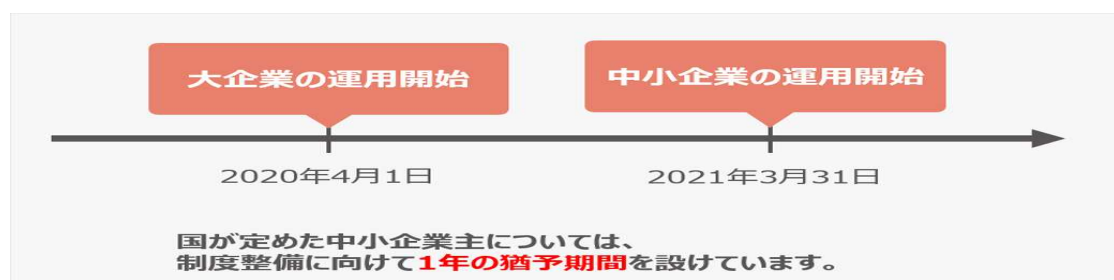 大企業の運用開始
中小企業の運用開始
2020年4月1日
2021年3月31日
国が定めた中小企業主については、
制度整備に向けて1年の猶予期間を設けています。